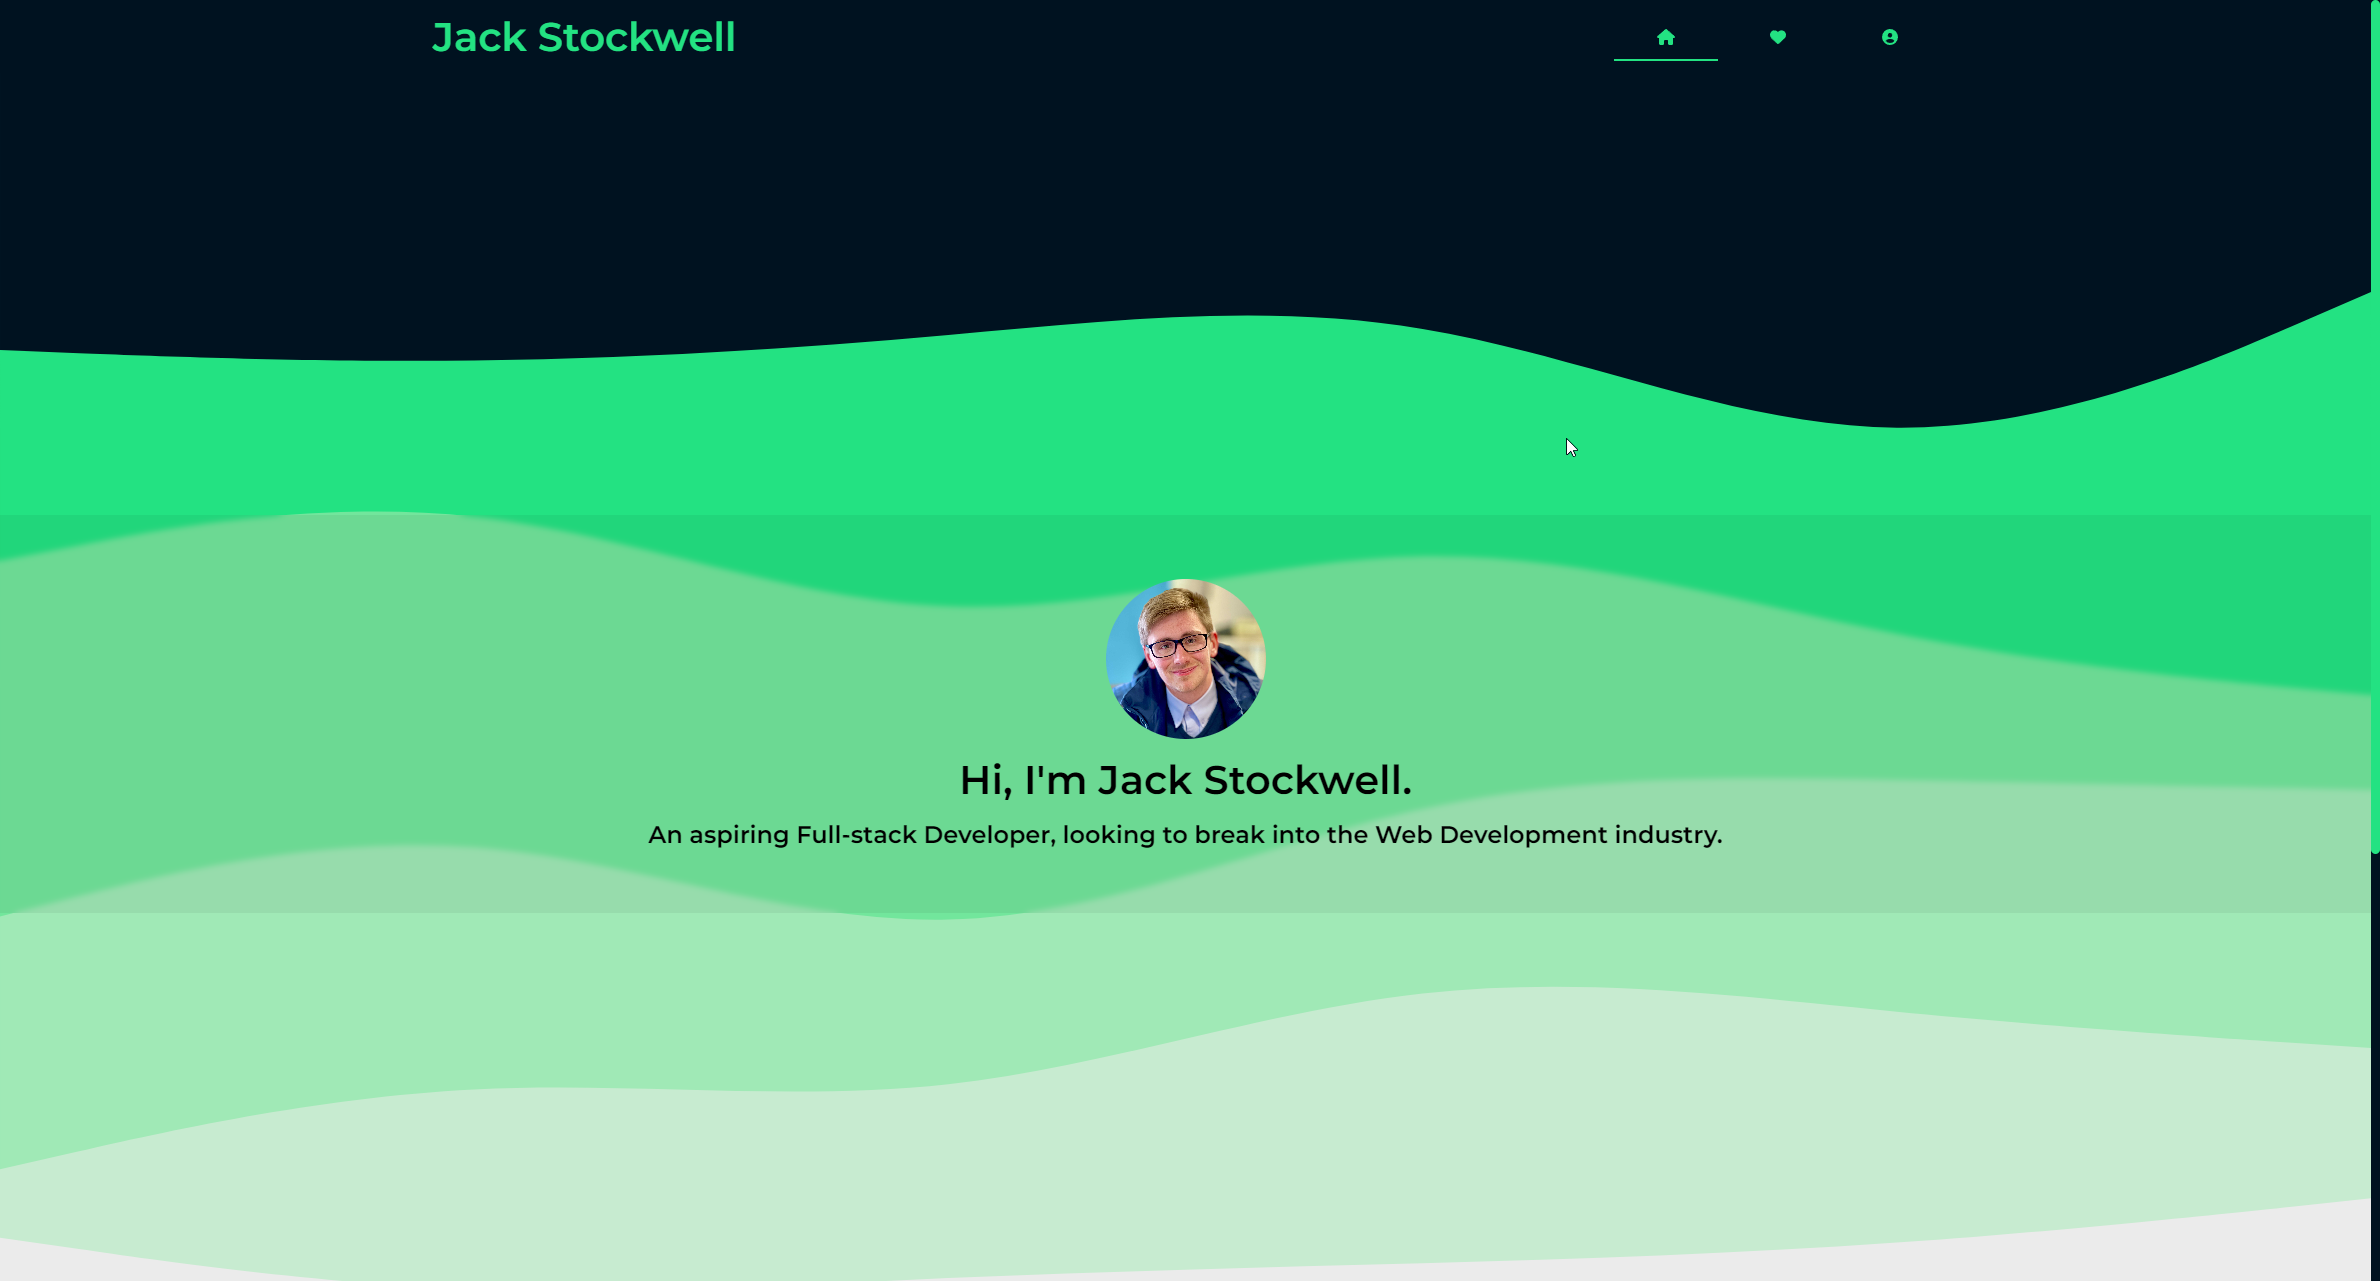 Jack Stockwell
Hi, I'm Jack Stockwell.
An aspiring Full-stack Developer, looking to break into the Web Development industry.